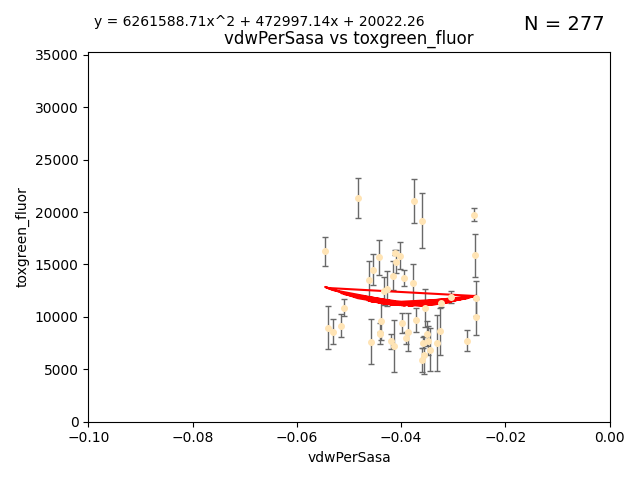 y = 6261588.71x^2 + 472997.14x + 20022.26
N = 277
vdwPerSasa vs toxgreen_fluor
35000
30000
25000
20000
15000
10000
5000
0
toxgreen_fluor
−0.10
−0.08
−0.06
−0.04
−0.02
0.00
vdwPerSasa